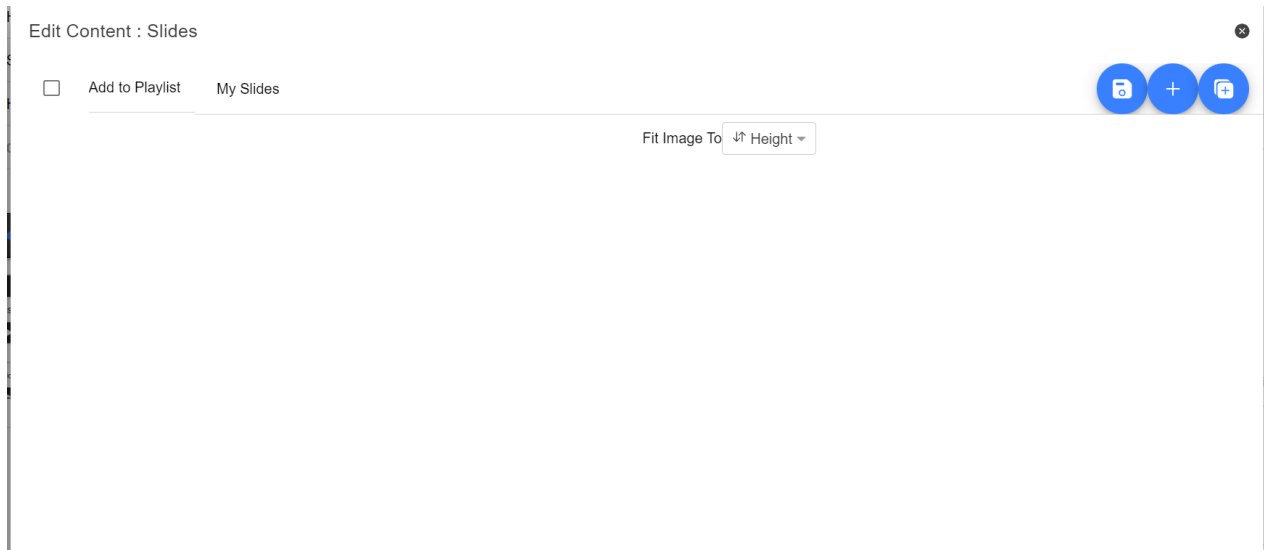 Edit Content : Slides
Add to Playlist
My Slides
Fit Image To
Height